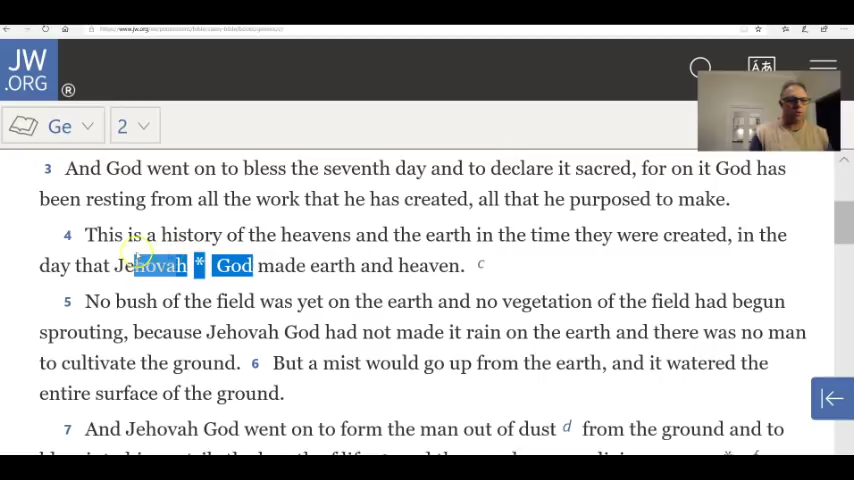 JW
.ORG
®
Ge
2
3 And God went on to bless the seventh day and to declare it sacred, for on it God has
been resting from all the work that he has created, all that he purposed to make.
4 This is a history of the heavens and the earth in the time they were created, in the
day that Jehovah * God made earth and heaven. c
5 No bush of the field was yet on the earth and no vegetation of the field had begun
sprouting, because Jehovah God had not made it rain on the earth and there was no man
to cultivate the ground. 6 But a mist would go up from the earth, and it watered the
entire surface of the ground.
7 And Jehovah God went on to form the man out of dust d from the ground and to